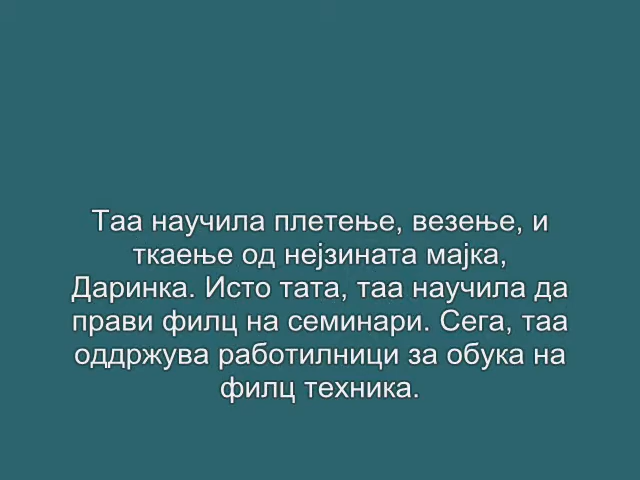 Таа научила плетење, везење, и
ткаење од нејзината мајка,
Даринка. Исто тата, таа научила да
прави филц на семинари. Сега, таа
оддржува работилници за обука на
филц техника.